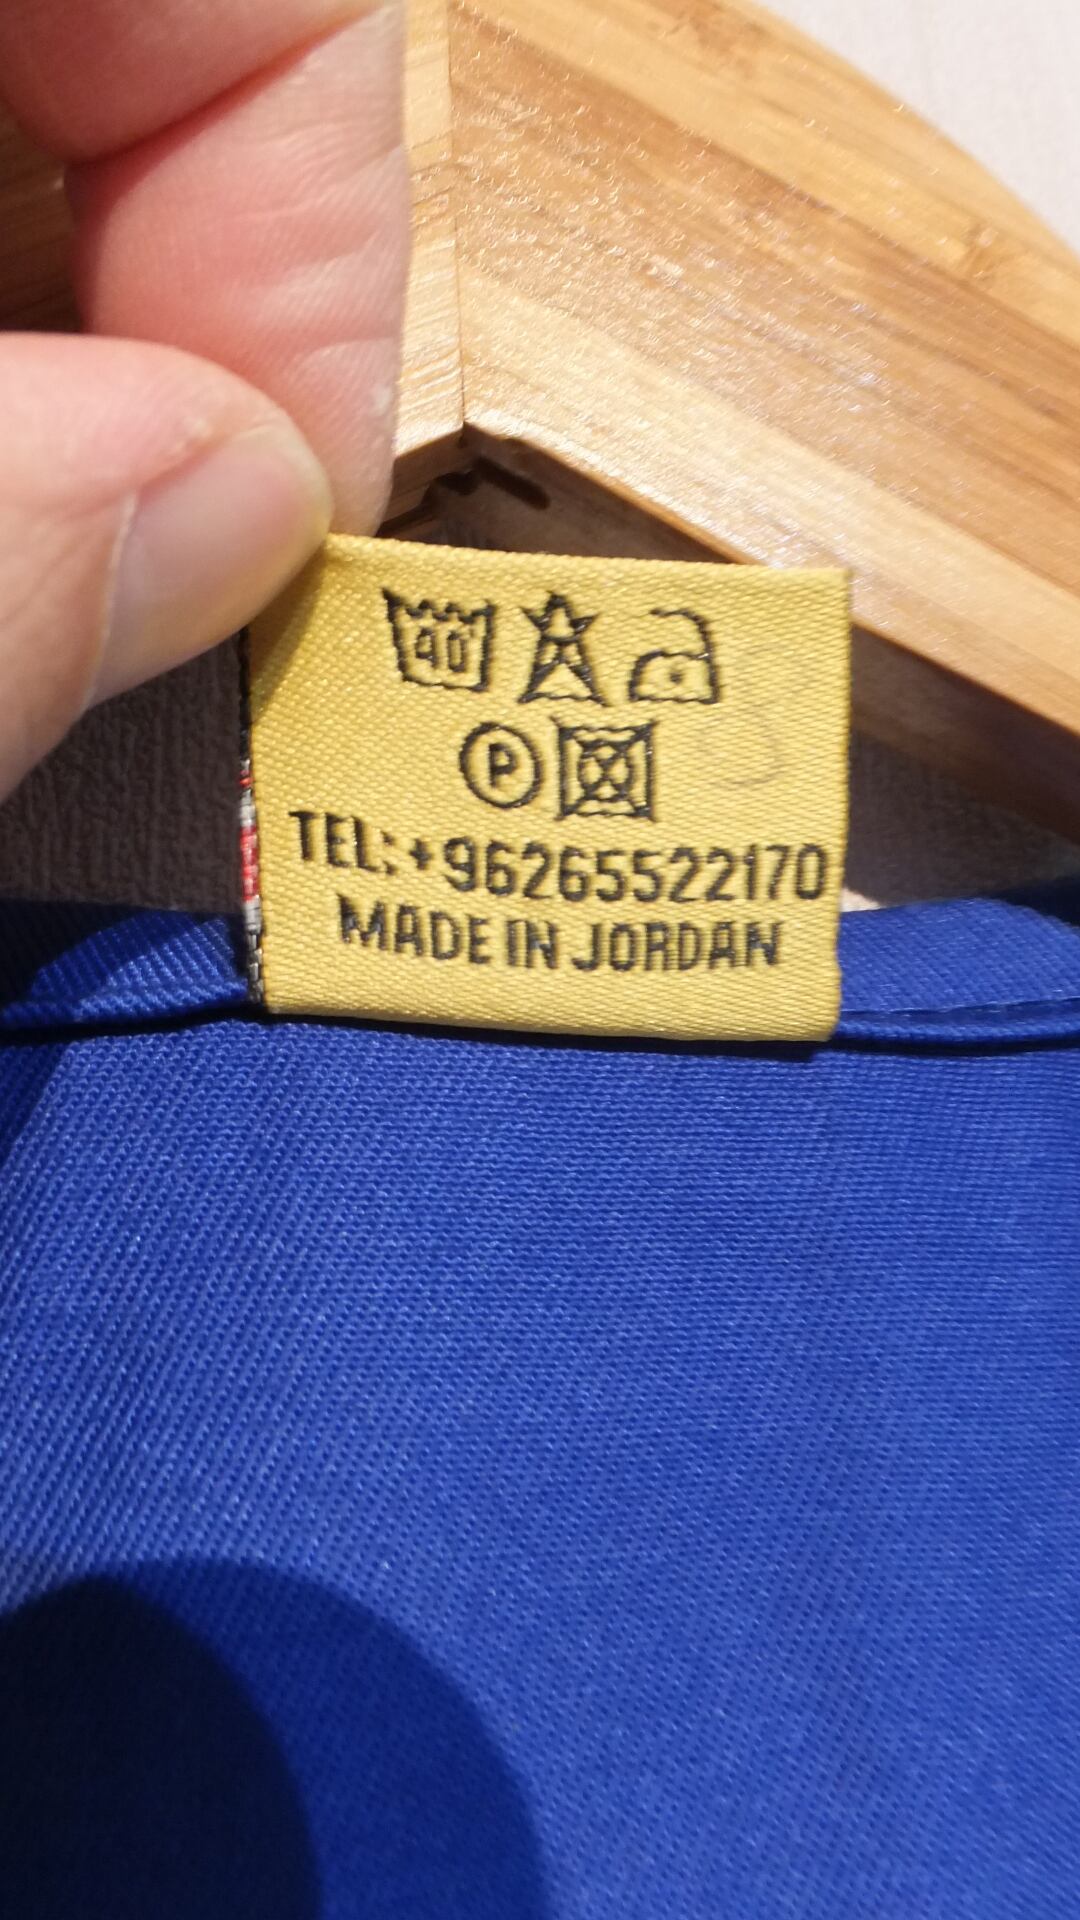 40°
P
TEL: +96265522170
MADE IN JORDAN